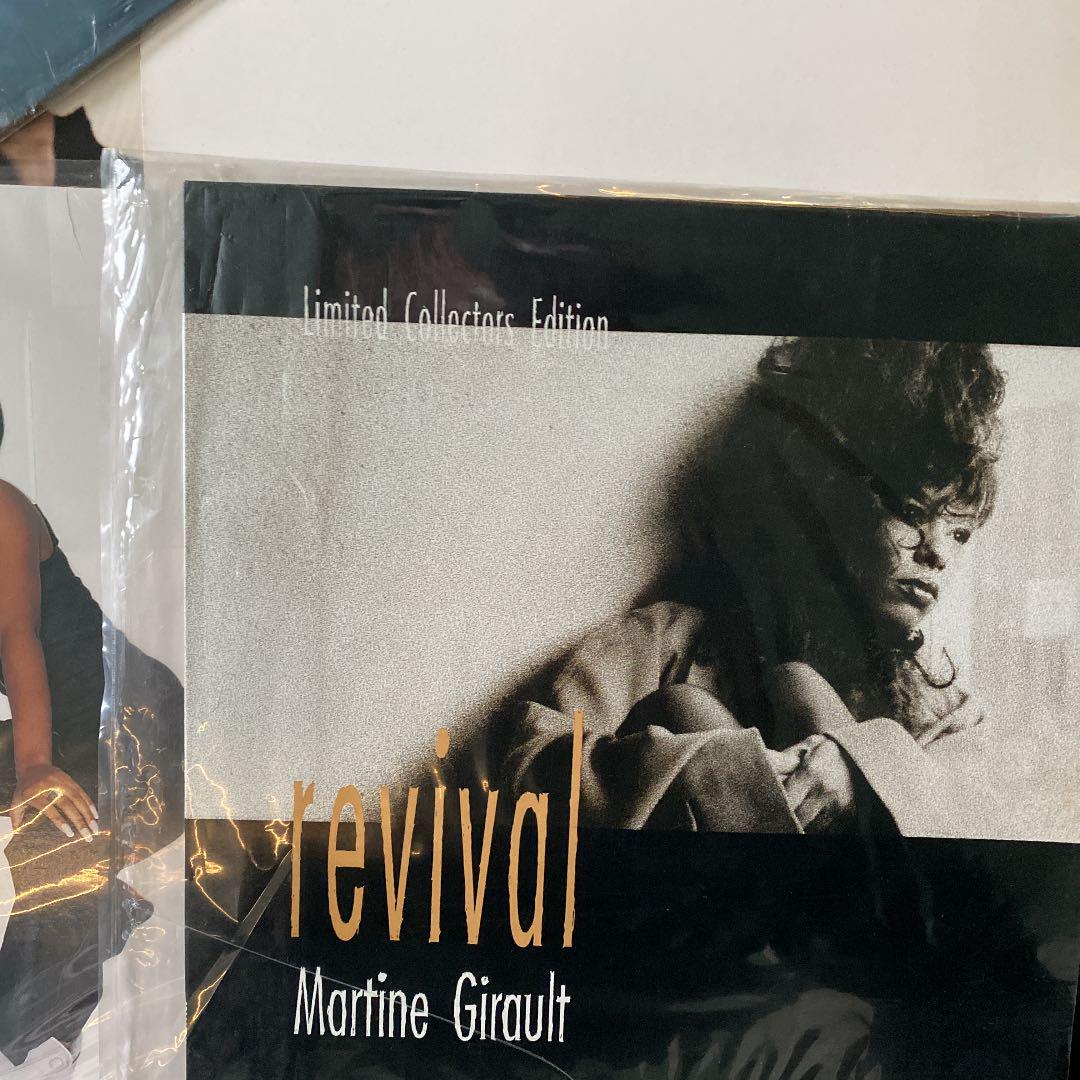 Limited Collectors Edition
revival
Martine Girault